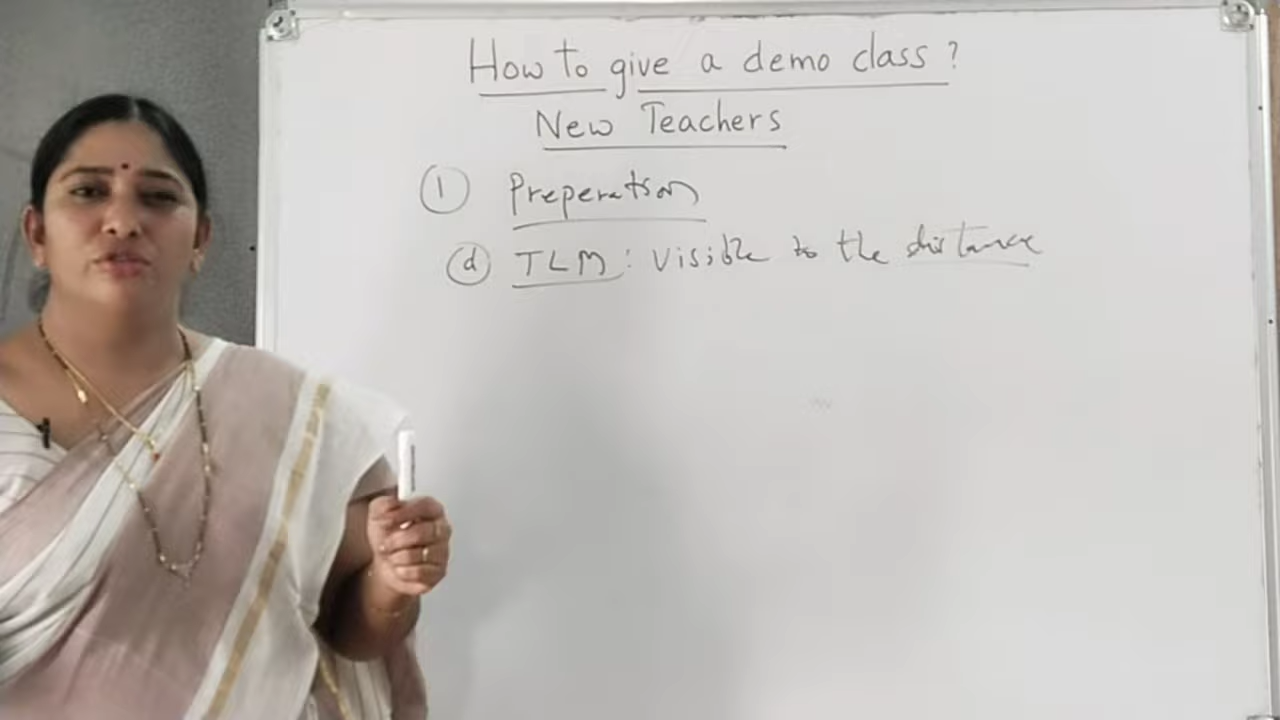 How to give a demo class ?
New Teachers
1 Preperation
d TLM : Visible to the distance